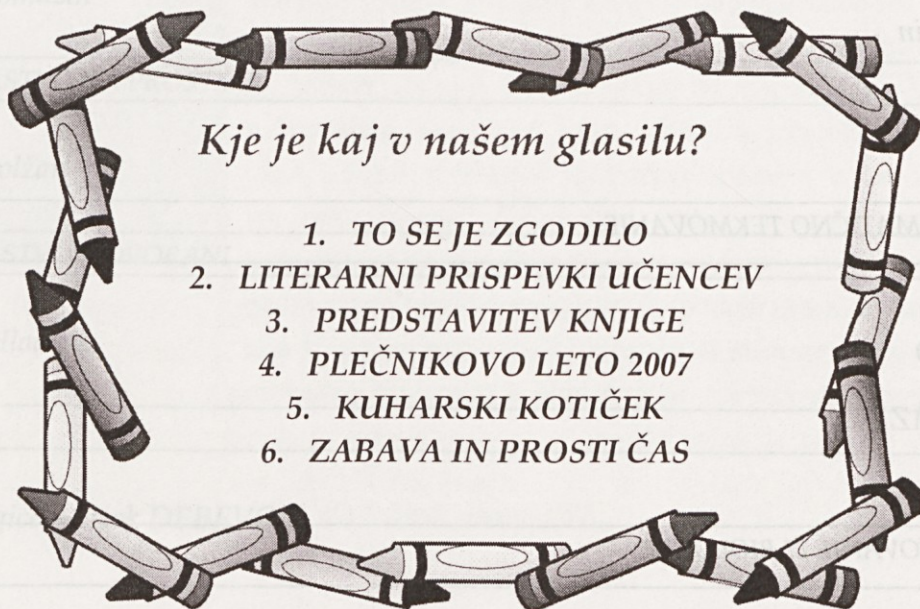 Kje je kaj v našem glasilu?
1. TO SE JE ZGODILO
2. LITERARNI PRISPEVKI UČENCEV
3. PREDSTAVITEV KNJIGE
4. PLEČNIKOVO LETO 2007
5. KUHARSKI KOTIČEK
6. ZABAVA IN PROSTI ČAS